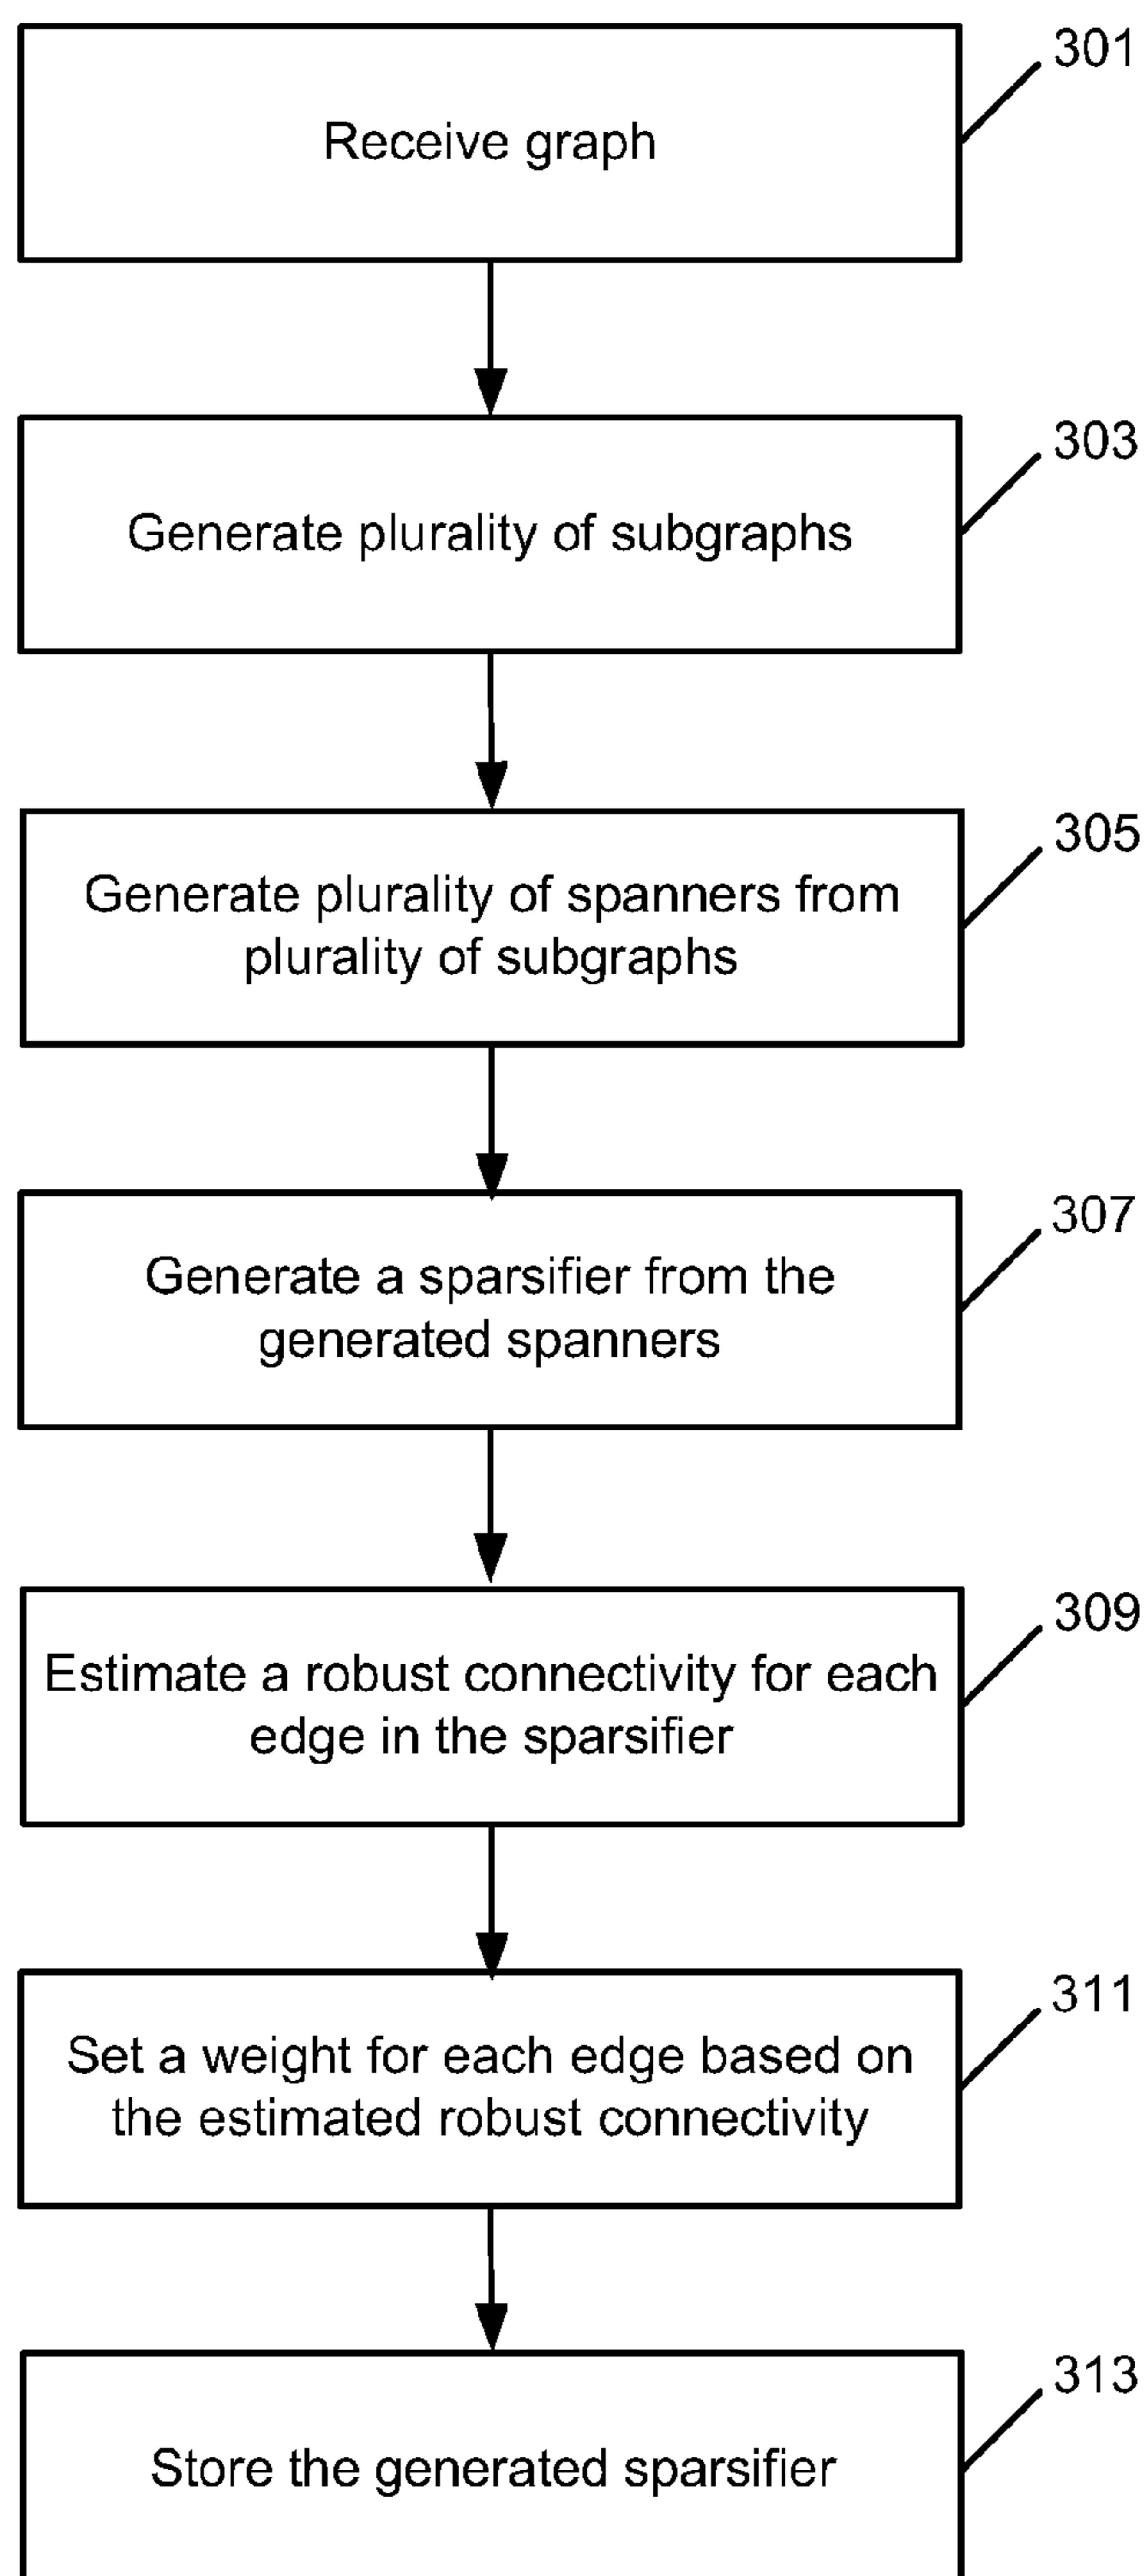 301
Receive graph
303
Generate plurality of subgraphs
305
Generate plurality of spanners from
plurality of subgraphs
307
Generate a sparsifier from the
generated spanners
309
Estimate a robust connectivity for each
edge in the sparsifier
311
Set a weight for each edge based on
the estimated robust connectivity
313
Store the generated sparsifier